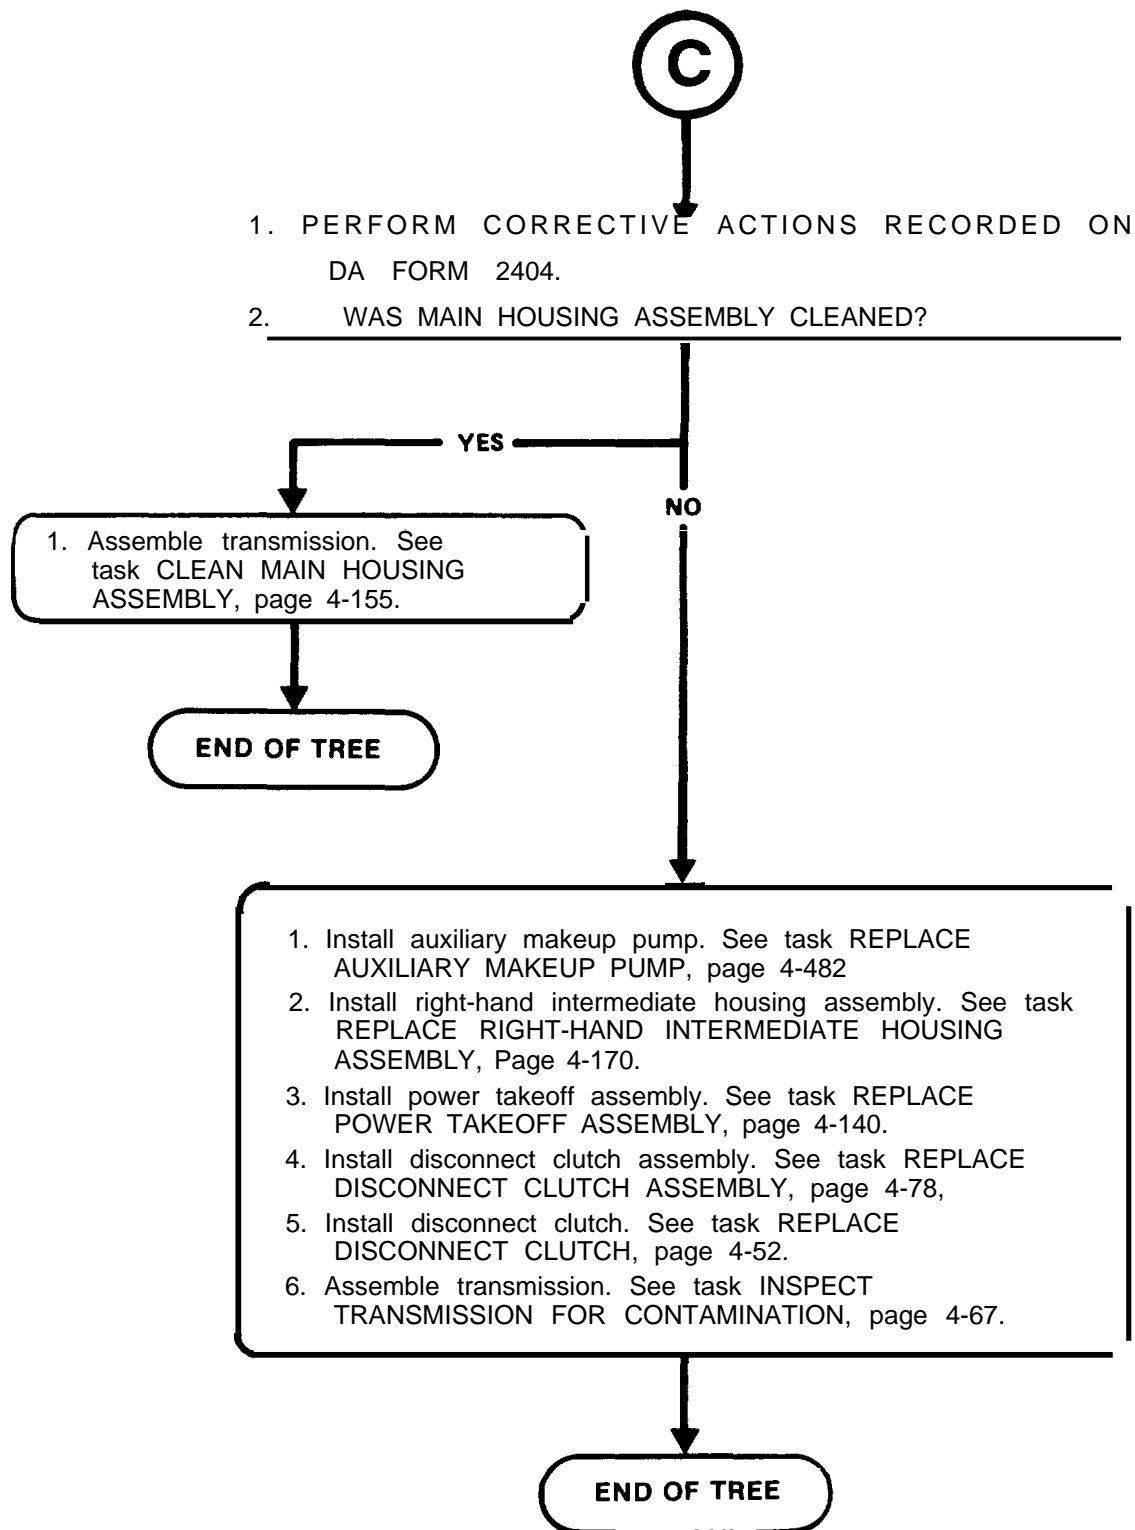 C
1. PERFORM CORRECTIVE ACTIONS RECORDED ON
DA FORM 2404.
2. WAS MAIN HOUSING ASSEMBLY CLEANED?
YES
NO
1. Assemble transmission. See
task CLEAN MAIN HOUSING
ASSEMBLY, page 4-155.
END OF TREE
1. Install auxiliary makeup pump. See task REPLACE
AUXILIARY MAKEUP PUMP, page 4-482
2. Install right-hand intermediate housing assembly. See task
REPLACE RIGHT-HAND INTERMEDIATE HOUSING
ASSEMBLY, Page 4-170.
3. Install power takeoff assembly. See task REPLACE
POWER TAKEOFF ASSEMBLY, page 4-140.
4. Install disconnect clutch assembly. See task REPLACE
DISCONNECT CLUTCH ASSEMBLY, page 4-78,
5. Install disconnect clutch. See task REPLACE
DISCONNECT CLUTCH, page 4-52.
6. Assemble transmission. See task INSPECT
TRANSMISSION FOR CONTAMINATION, page 4-67.
END OF TREE